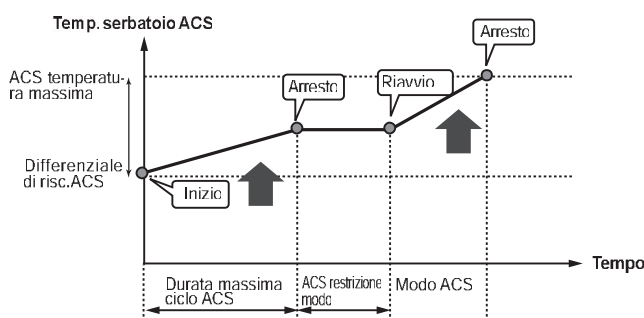 Temp. serbatoio ACS
Arresto
ACS temperatu-
ra massima
Arresto
Riavvio
Differenziale
di risc.ACS
Inizio
Tempo
Durata massima
ciclo ACS
ACS restrizione
modo
Modo ACS